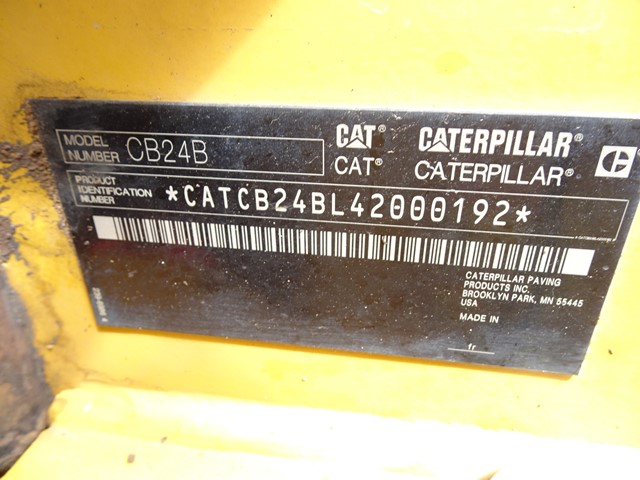 MODEL NUMBER CB24B
CAT® CATERPILLAR®
CAT® CATERPILLAR®
C
PRODUCT IDENTIFICATION NUMBER *CATCB24BL42000192*
CATERPILLAR PAVING
PRODUCTS INC.
BROOKLYN PARK, MN 55445
USA
MADE IN
fr